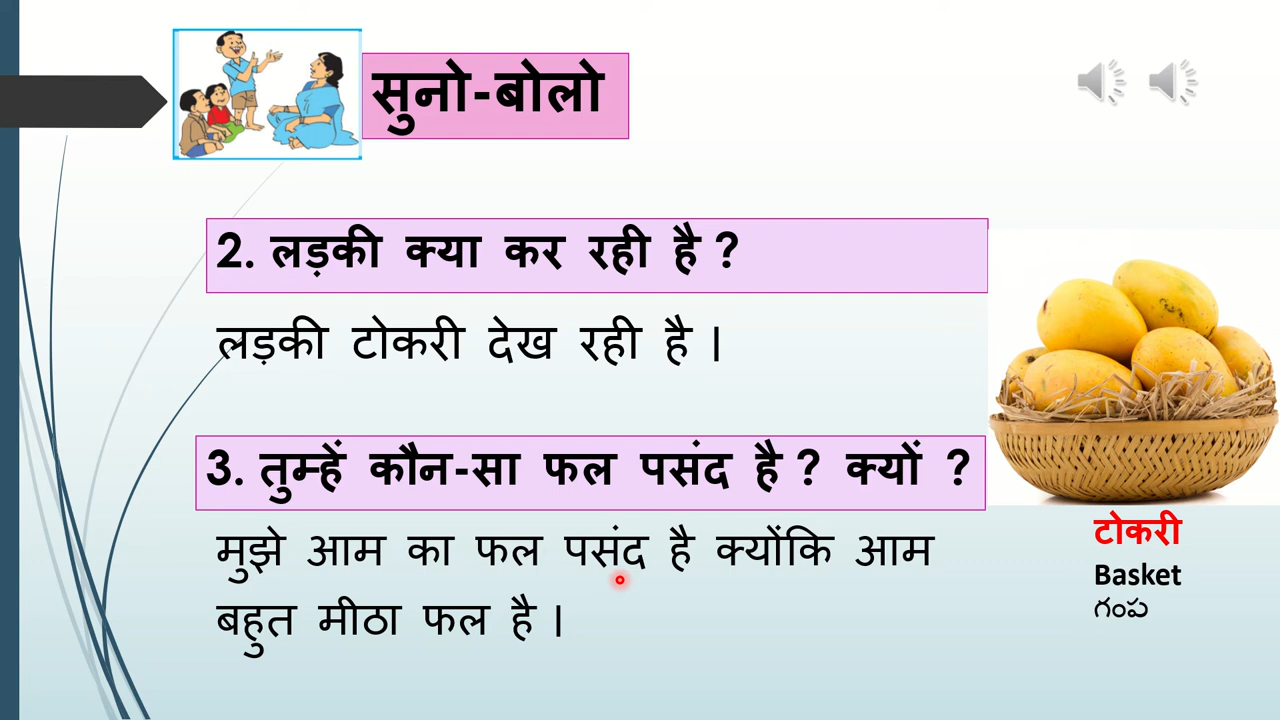 सुनो-बोलो
2. लड़की क्या कर रही है ?
लड़की टोकरी देख रही है ।
3. तुम्हें कौन-सा फल पसंद है ? क्यों ?
मुझे आम का फल पसंद है क्योंकि आम
बहुत मीठा फल है ।
टोकरी
Basket
గంప